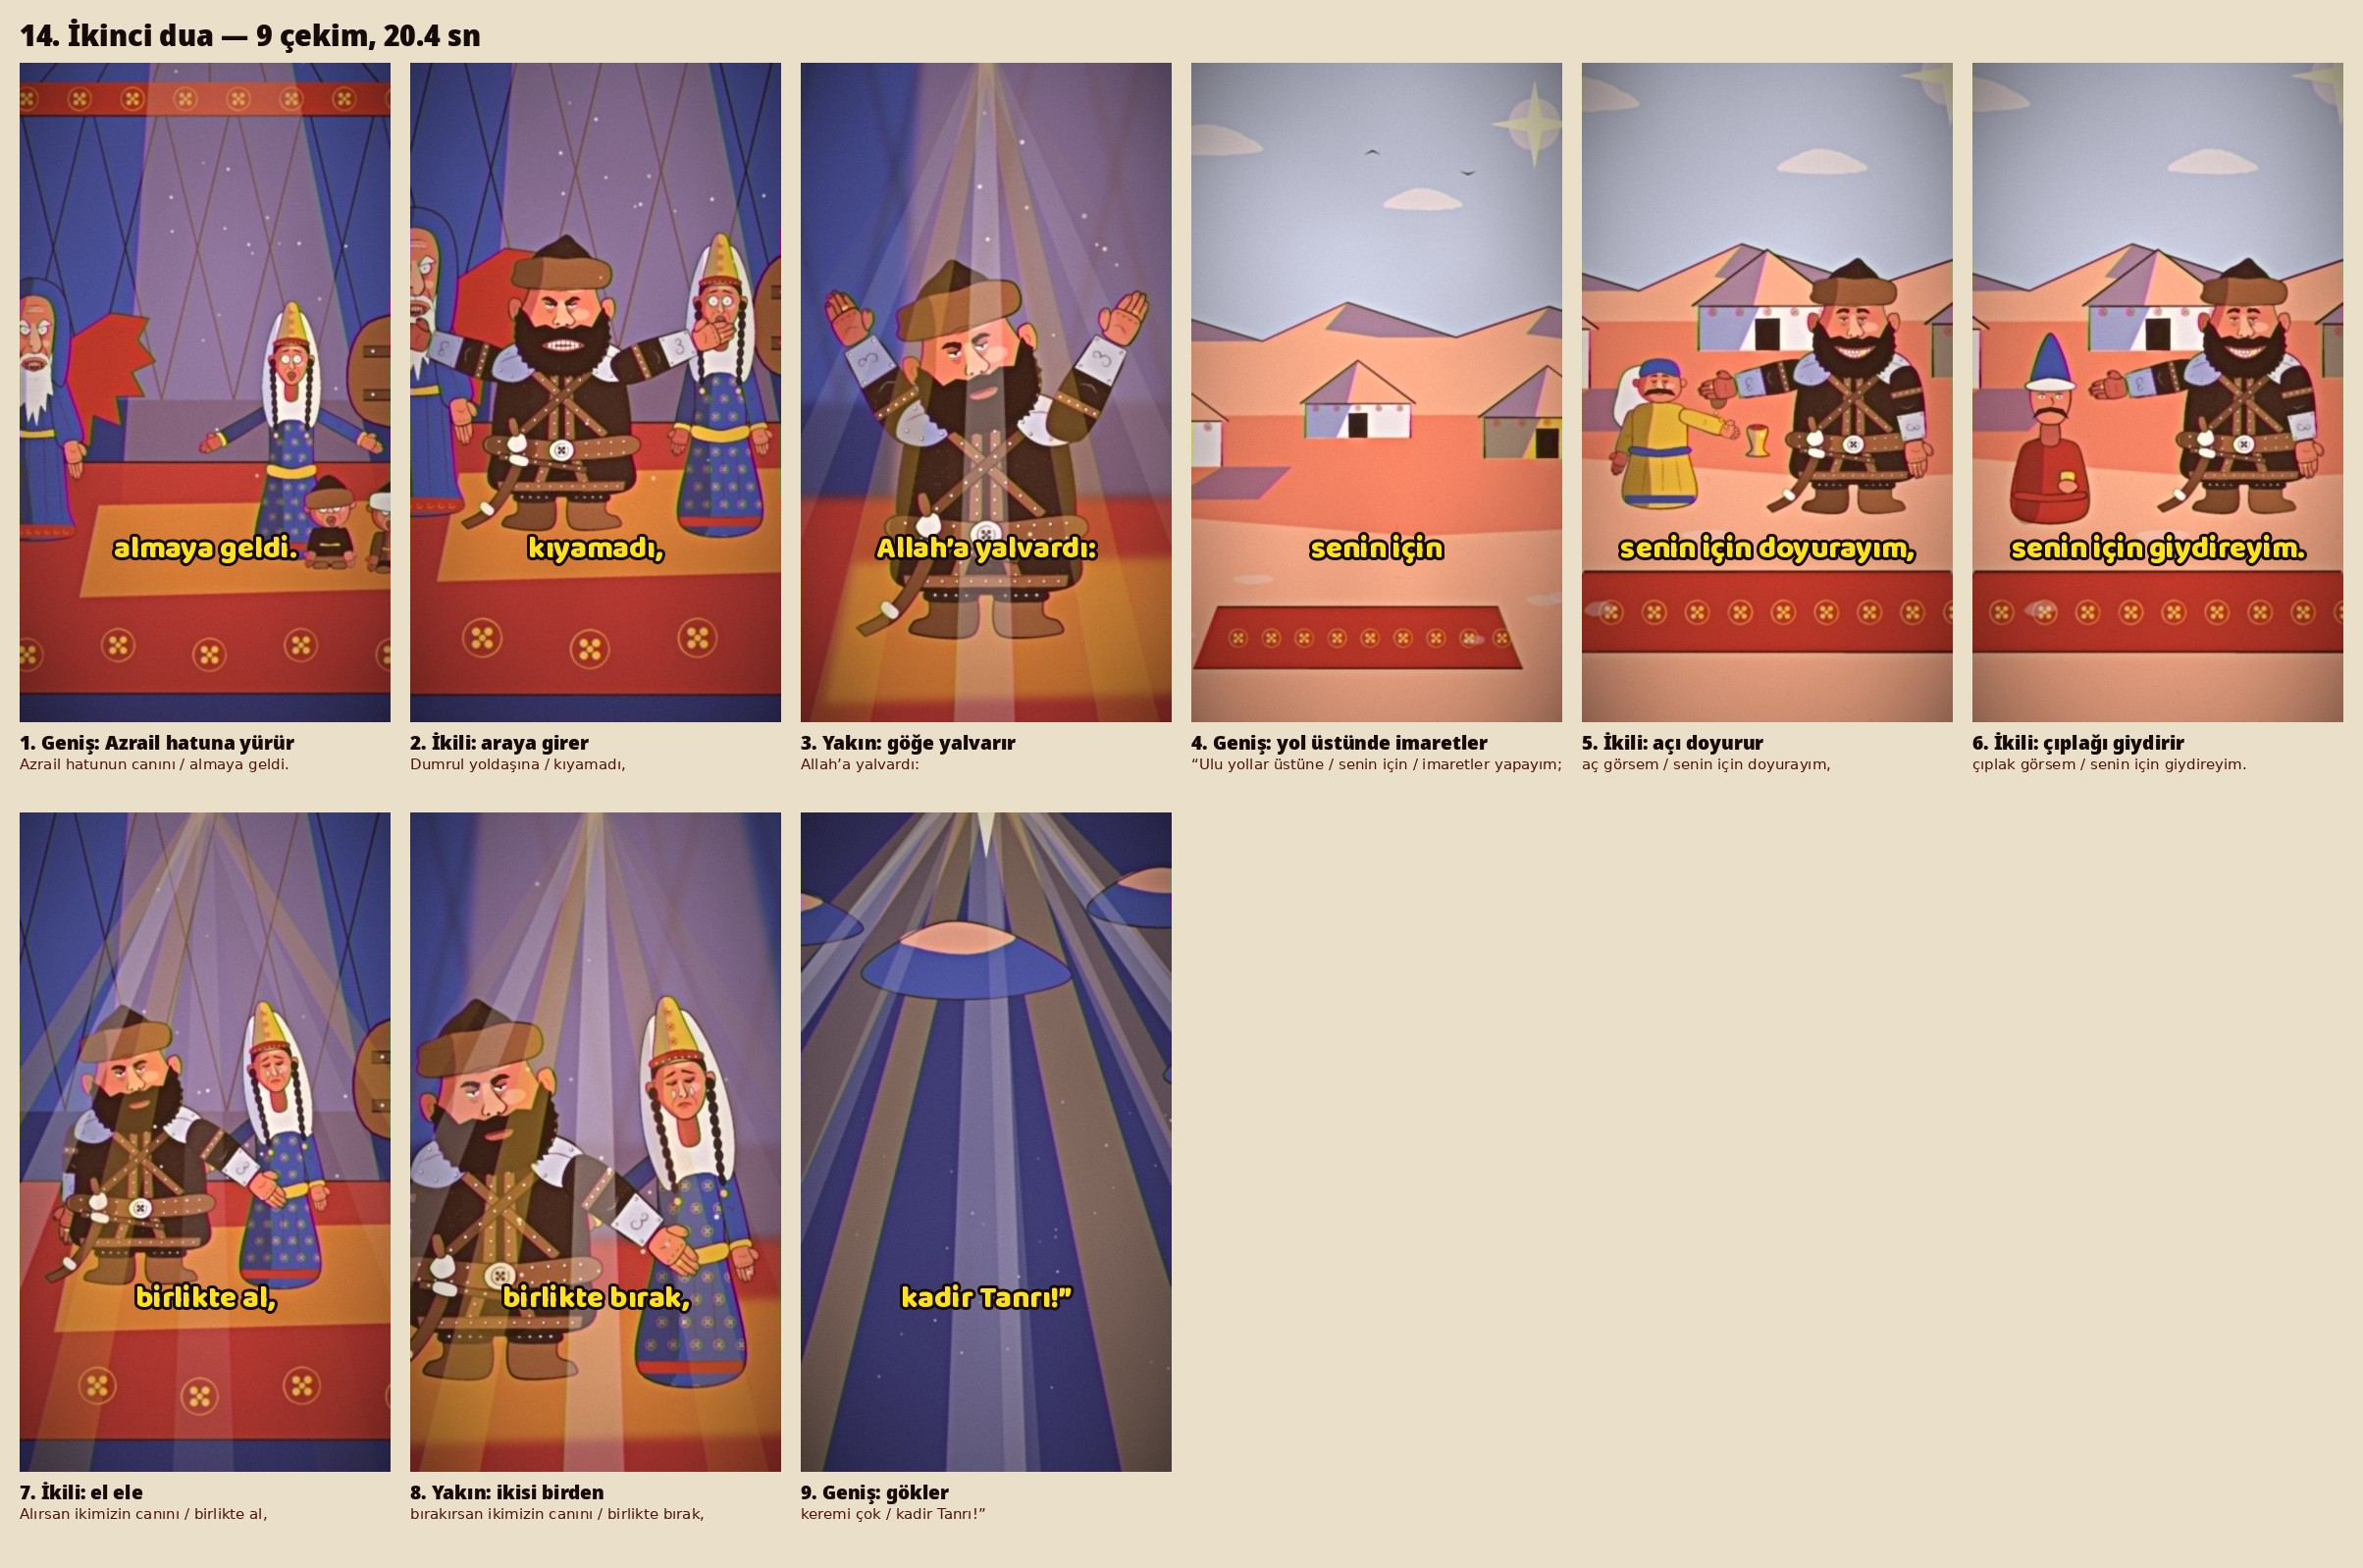 14. İkinci dua — 9 çekim, 20.4 sn
almaya geldi.
kıyamadı,
Allah’a yalvardı:
senin için
senin için doyurayım,
senin için giydireyim.
1. Geniş: Azrail hatuna yürür
Azrail hatunun canını / almaya geldi.
2. İkili: araya girer
Dumrul yoldaşına / kıyamadı,
3. Yakın: göğe yalvarır
Allah’a yalvardı:
4. Geniş: yol üstünde imaretler
“Ulu yollar üstüne / senin için / imaretler yapayım;
5. İkili: açı doyurur
aç görsem / senin için doyurayım,
6. İkili: çıplağı giydirir
çıplak görsem / senin için giydireyim.
birlikte al,
birlikte bırak,
kadir Tanrı!”
7. İkili: el ele
Alırsan ikimizin canını / birlikte al,
8. Yakın: ikisi birden
bırakırsan ikimizin canını / birlikte bırak,
9. Geniş: gökler
keremi çok / kadir Tanrı!”